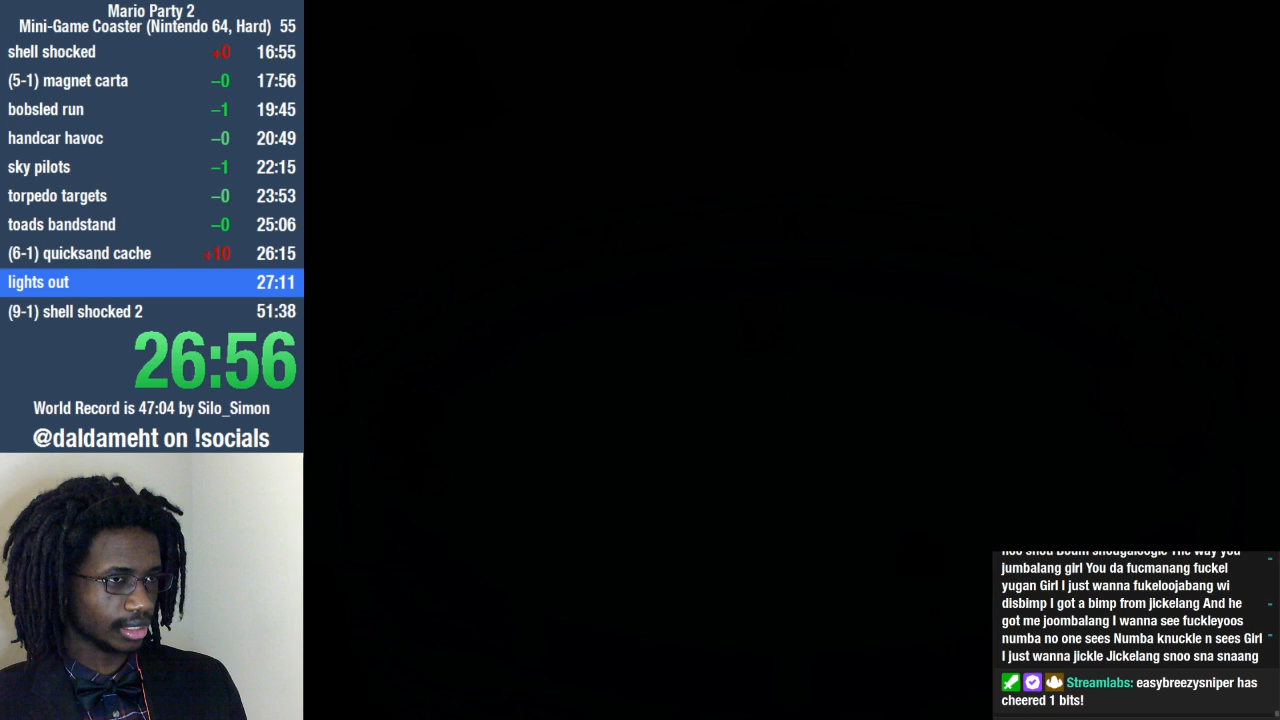 Mario Party 2
Mini-Game Coaster (Nintendo 64, Hard) 55
shell shocked +0 16:55
(5-1) magnet carta −0 17:56
bobsled run −1 19:45
handcar havoc −0 20:49
sky pilots −1 22:15
torpedo targets −0 23:53
toads bandstand −0 25:06
(6-1) quicksand cache +10 26:15
lights out 27:11
(9-1) shell shocked 2 51:38
26:56
World Record is 47:04 by Silo_Simon
@daldameht on !socials
jumbalang girl You da fucmanang fuckel
yugan Girl I just wanna fukeloojabang wi
disbimp I got a bimp from jickelang And he
got me joombalang I wanna see fuckleyoos
numba no one sees Numba knuckle n sees Girl
I just wanna jickle Jickelang snoo sna snaang
Streamlabs: easybreezysniper has
cheered 1 bits!